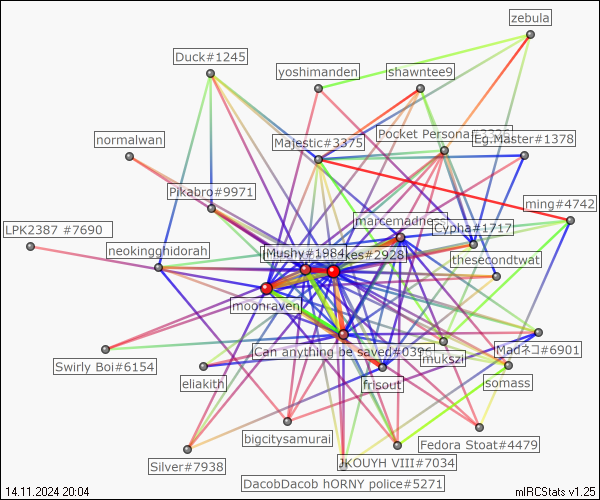 zebula
Duck#1245
yoshimanden
shawntee9
Pocket Persona
Eg.Master#1378
normalwan
Majestic#3375
Pikabro#9971
ming#4742
LPK2387 #7690
marcemadness
Cypha#1717
neokingghidorah
Mushy#1984
kes#2928
thesecondtwat
moonraven
Can anything be saved#0396
Madネコ#6901
mukszi
Swirly Boi#6154
eliakith
frisout
somass
bigcitysamurai
Fedora Stoat#4479
Silver#7938
JKOUYH VIII#7034
DacobDacob hORNY police#5271
14.11.2024 20:04
mIRCStats v1.25